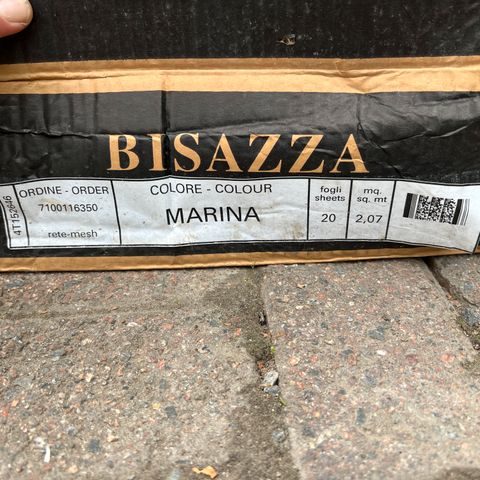 BISAZZA
4T152646
ORDINE - ORDER
7100116350
rete-mesh
COLORE - COLOUR
MARINA
fogli
sheets
20
mq.
sq. mt
2,07